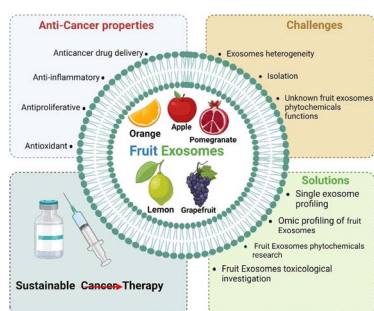 Anti-Cancer properties
Anticancer drug delivery
Anti-inflammatory
Antiproliferative
Antioxidant
Challenges
Exosomes heterogeneity
Isolation
Unknown fruit exosomes
phytochemicals
functions
Orange
Apple
Pomegranate
Fruit Exosomes
Lemon
Grapefruit
Solutions
Single exosome
profiling
Omic profiling of fruit
Exosomes
Fruit Exosomes phytochemicals
research
Fruit Exosomes toxicological
investigation
Sustainable Cancer Therapy